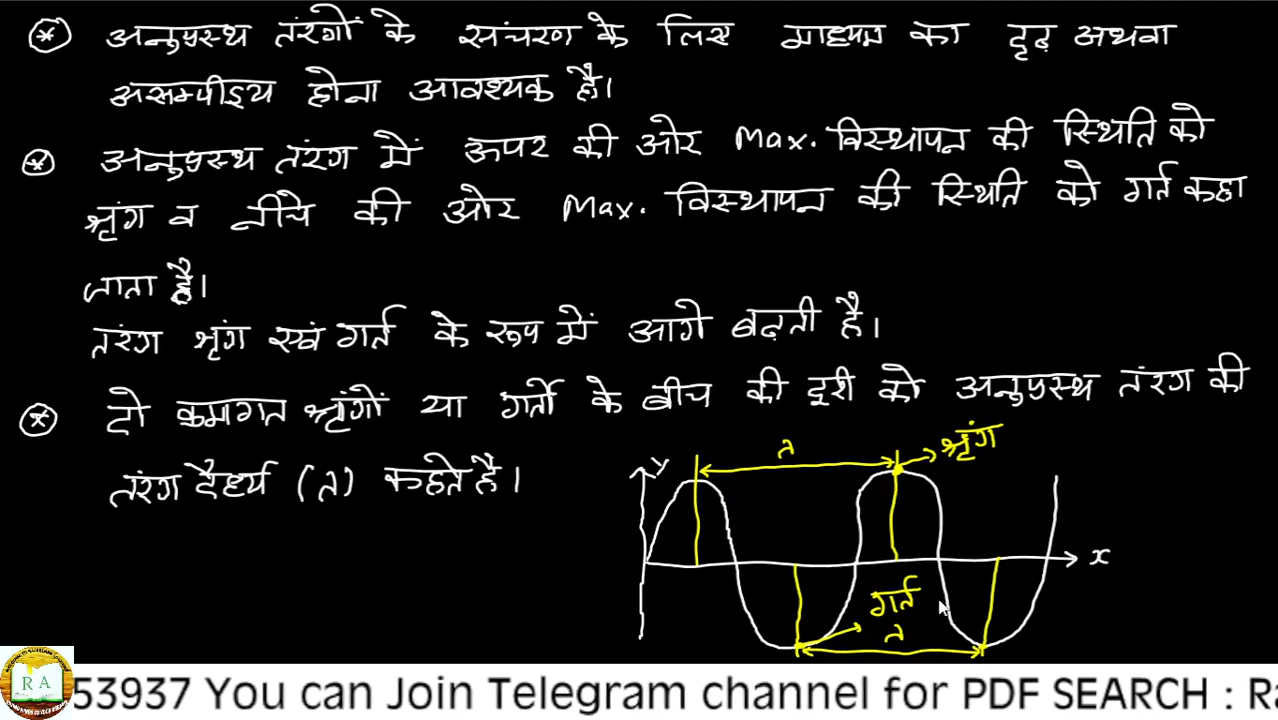 * अनुप्रस्थ तरंगों के संचरण के लिए माध्यम का दृढ़ अथवा
असम्पीड्य होना आवश्यक है।
* अनुप्रस्थ तरंग में ऊपर की ओर Max. विस्थापन की स्थिति को
श्रृंग व नीचे की ओर Max. विस्थापन की स्थिति को गर्त कहा
जाता है।
तरंग श्रृंग एवं गर्त के रूप में आगे बढ़ती है।
* दो क्रमागत श्रृंगों या गर्तों के बीच की दूरी को अनुप्रस्थ तरंग की
तरंग दैर्ध्य (λ) कहते है।
y λ श्रृंग
x
गर्त
λ
RA
53937 You can Join Telegram channel for PDF SEARCH : Ra